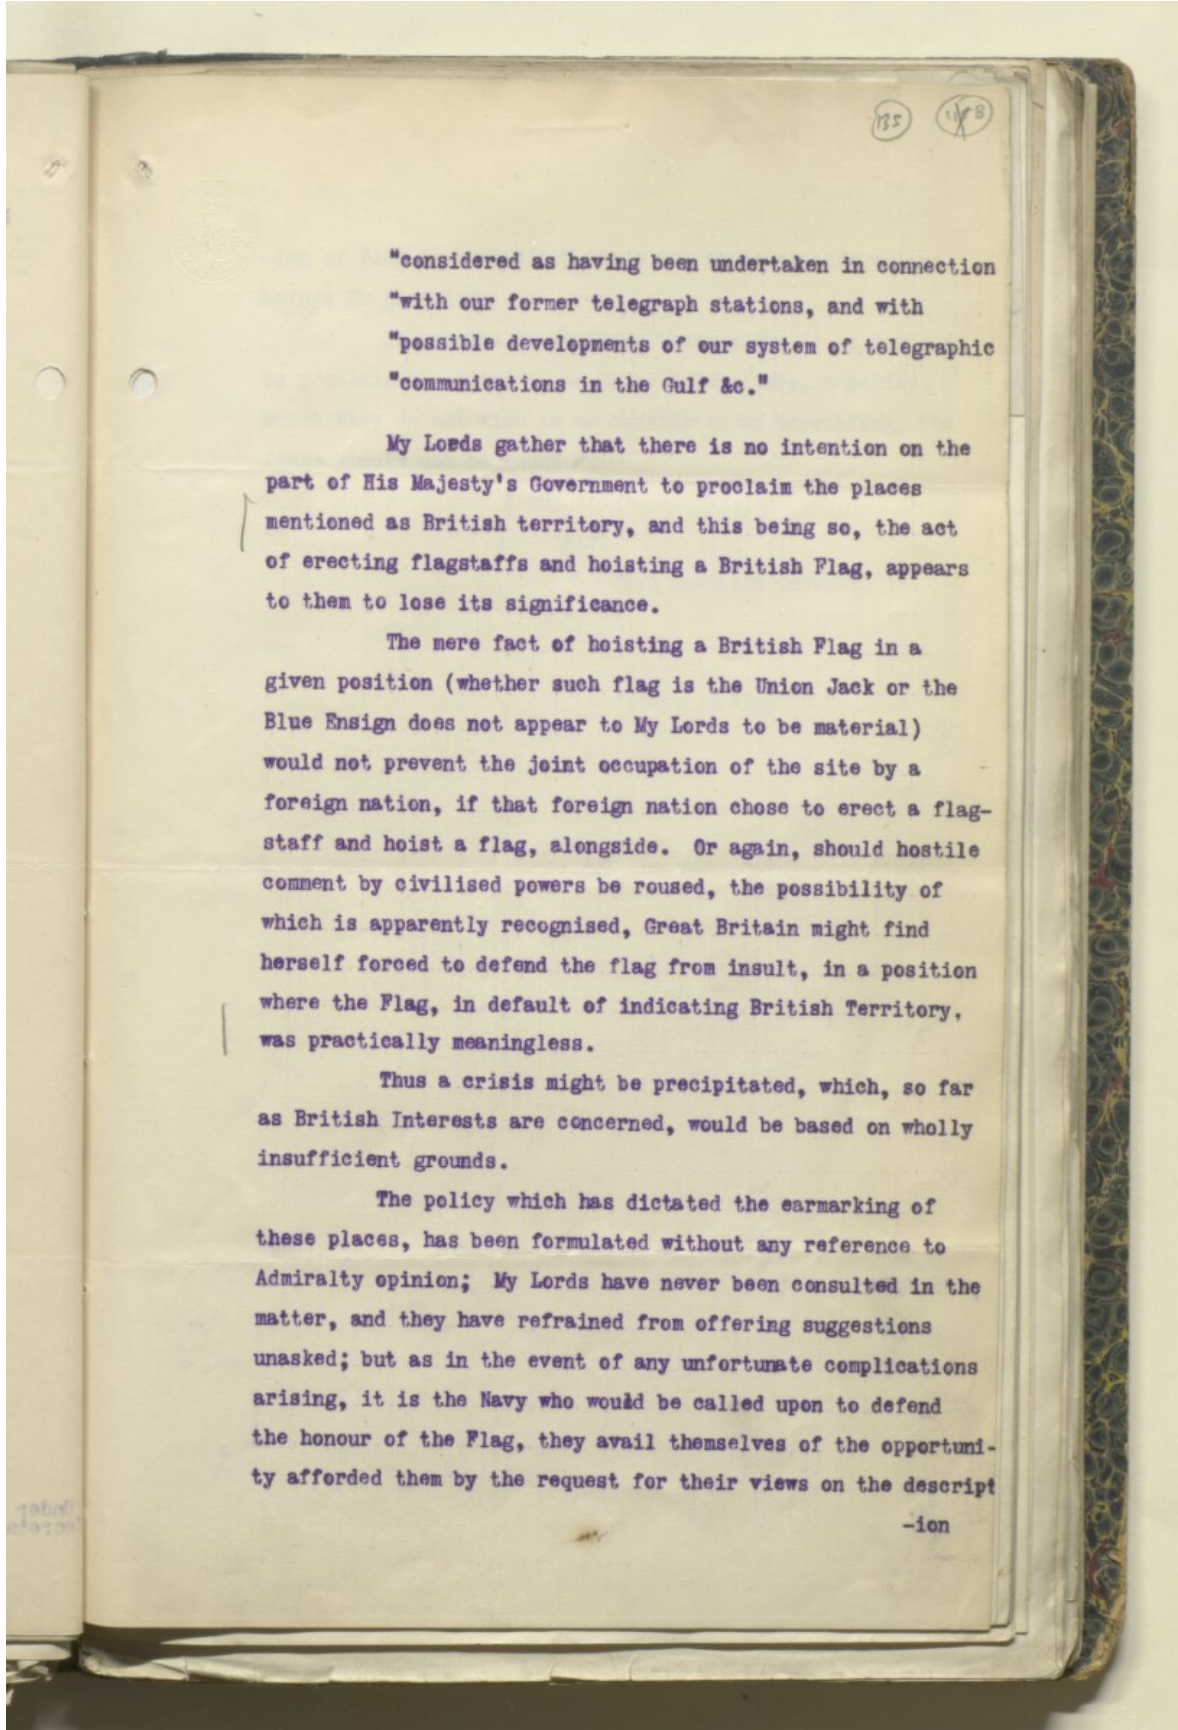 135
"considered as having been undertaken in connection
"with our former telegraph stations, and with
"possible developments of our system of telegraphic
"communications in the Gulf &c."
My Lords gather that there is no intention on the
part of His Majesty's Government to proclaim the places
mentioned as British territory, and this being so, the act
of erecting flagstaffs and hoisting a British Flag, appears
to them to lose its significance.
The mere fact of hoisting a British Flag in a
given position (whether such flag is the Union Jack or the
Blue Ensign does not appear to My Lords to be material)
would not prevent the joint occupation of the site by a
foreign nation, if that foreign nation chose to erect a flag-
staff and hoist a flag, alongside. Or again, should hostile
comment by civilised powers be roused, the possibility of
which is apparently recognised, Great Britain might find
herself forced to defend the flag from insult, in a position
where the Flag, in default of indicating British Territory,
was practically meaningless.
Thus a crisis might be precipitated, which, so far
as British Interests are concerned, would be based on wholly
insufficient grounds.
The policy which has dictated the earmarking of
these places, has been formulated without any reference to
Admiralty opinion; My Lords have never been consulted in the
matter, and they have refrained from offering suggestions
unasked; but as in the event of any unfortunate complications
arising, it is the Navy who would be called upon to defend
the honour of the Flag, they avail themselves of the opportuni-
ty afforded them by the request for their views on the descript
-ion